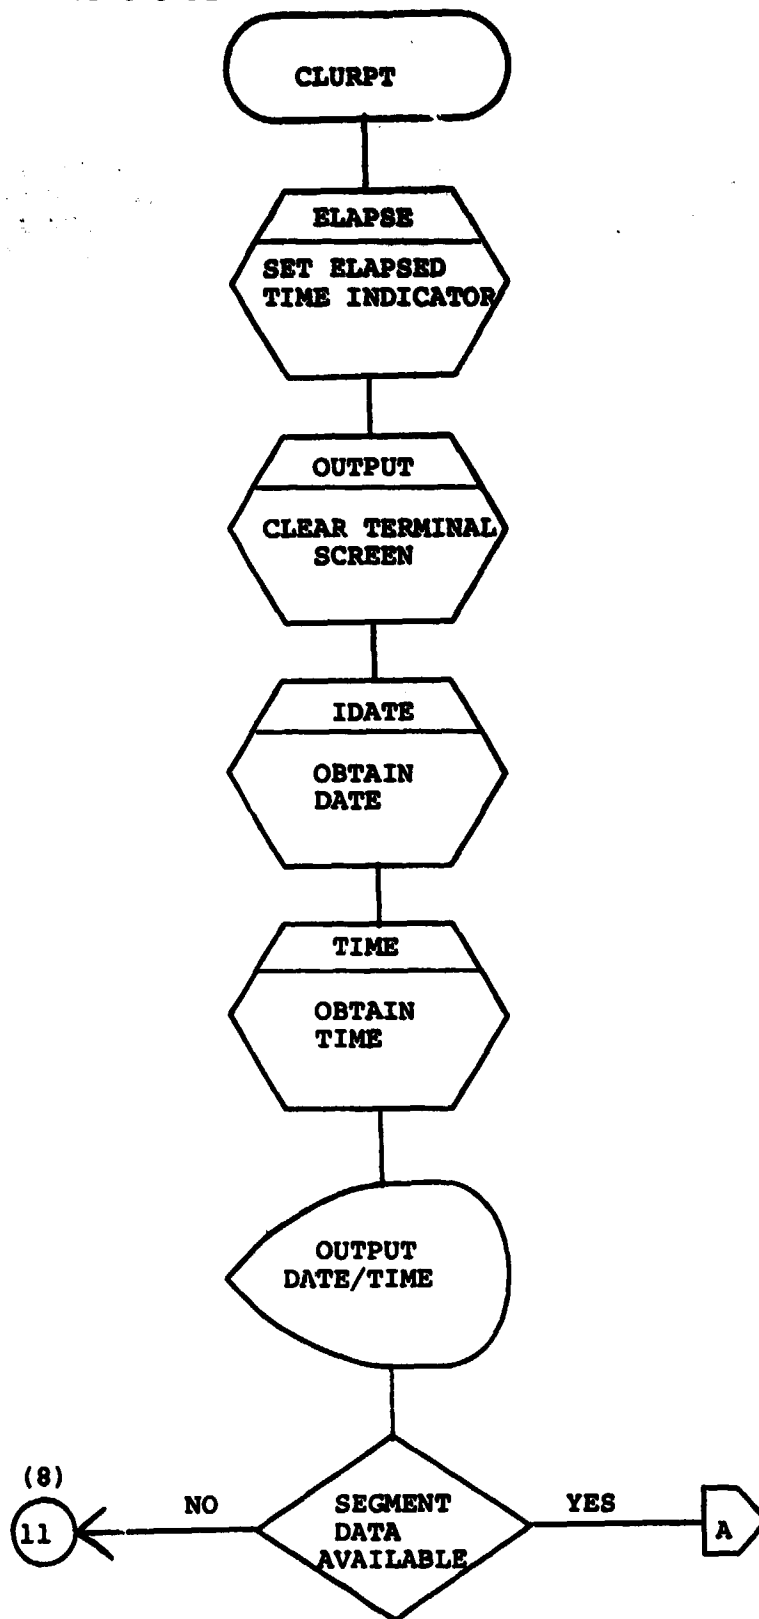 CLURPT
ELAPSE
SET ELAPSED
TIME INDICATOR
OUTPUT
CLEAR TERMINAL
SCREEN
IDATE
OBTAIN
DATE
TIME
OBTAIN
TIME
OUTPUT
DATE/TIME
(8)
11
NO
SEGMENT
DATA
AVAILABLE
YES
A